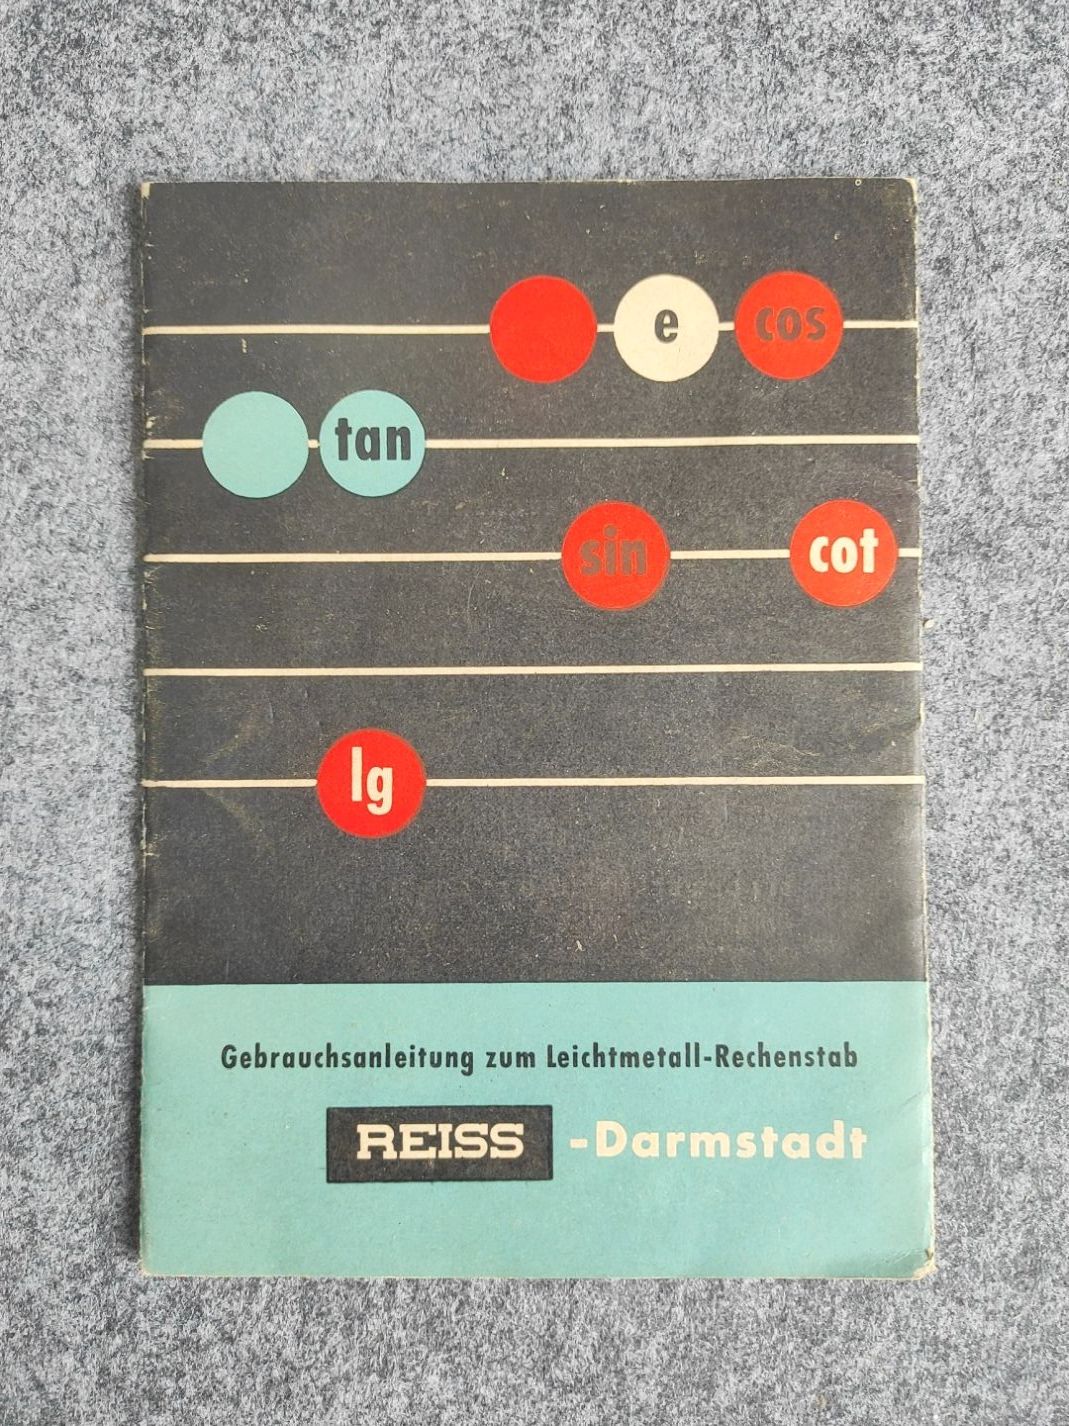 e cos
tan
sin cot
lg
Gebrauchsanleitung zum Leichtmetall-Rechenstab
REISS -Darmstadt